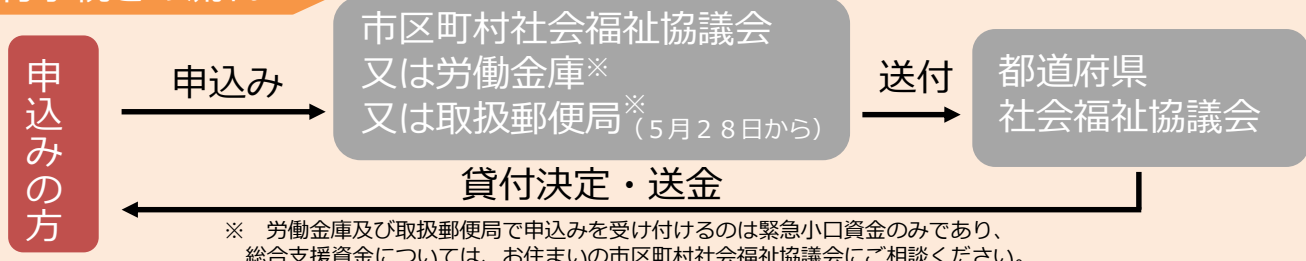 申込みの方
申込み
市区町村社会福祉協議会
又は労働金庫※
又は取扱郵便局※（５月２８日から）
送付
都道府県
社会福祉協議会
貸付決定・送金
※　労働金庫及び取扱郵便局で申込みを受け付けるのは緊急小口資金のみであり、
総合支援資金については、お住まいの市区町村社会福祉協議会にご相談ください。